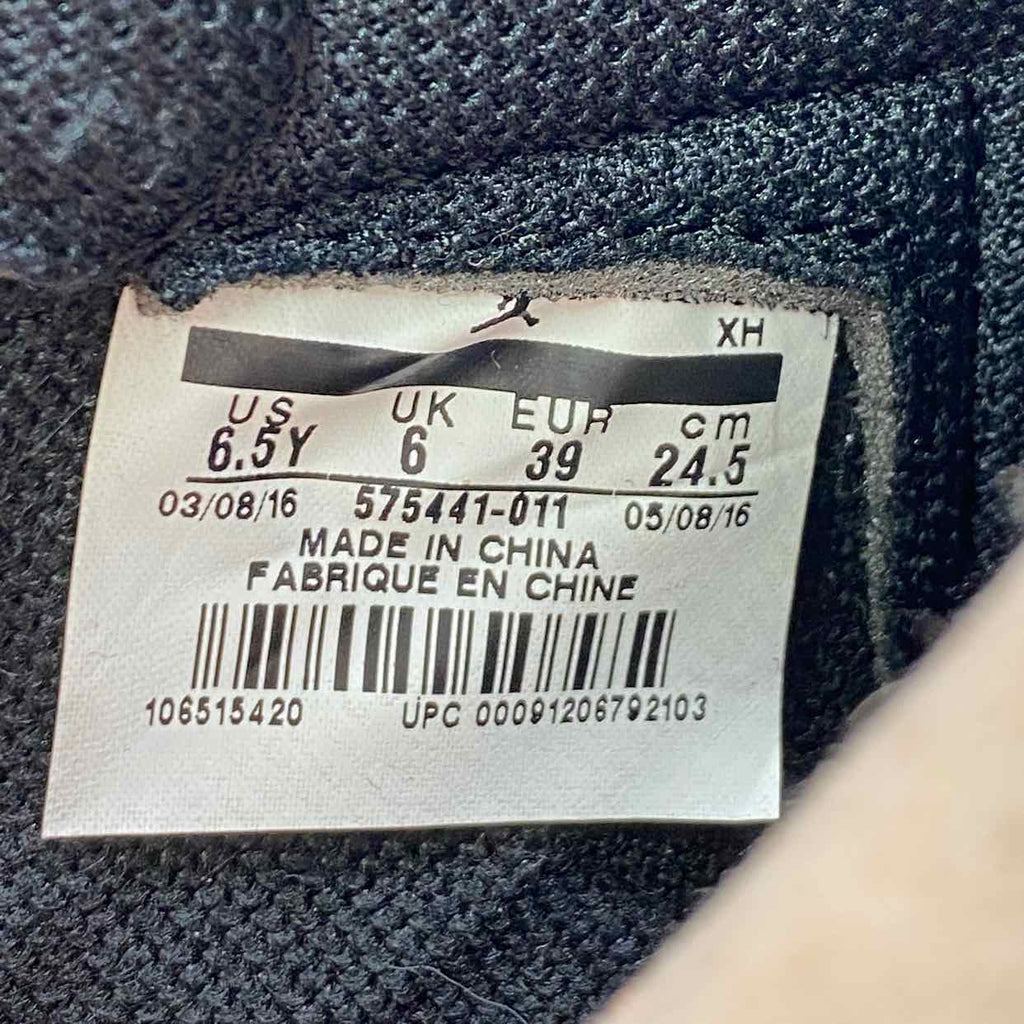 XH
US UK EUR cm
6.5Y 6 39 24.5
03/08/16 575441-011 05/08/16
MADE IN CHINA
FABRIQUE EN CHINE
106515420 UPC 00091206792103